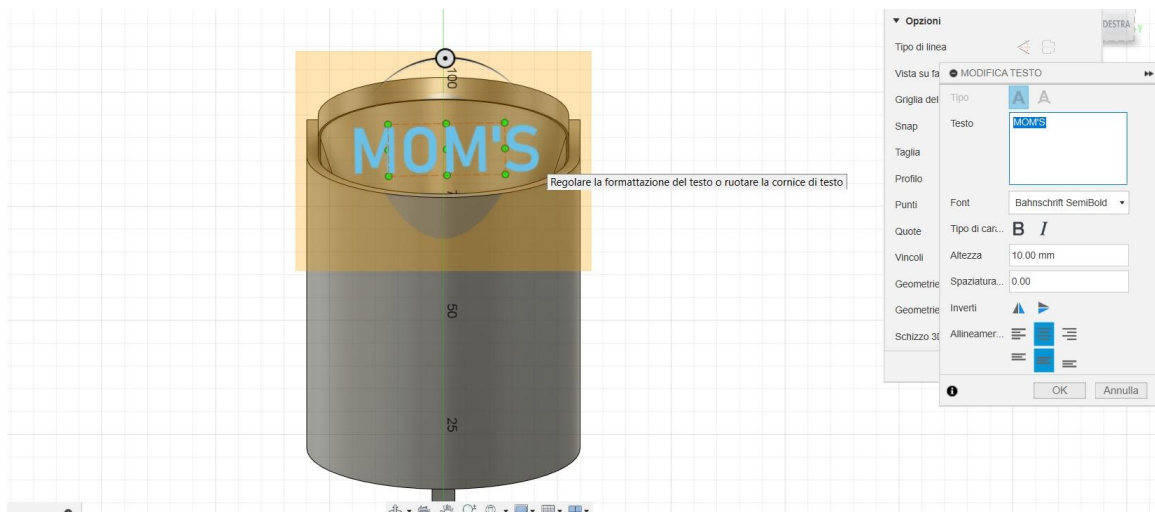 Opzioni
DESTRA
Y
Tipo di linea
Vista su fa
MODIFICA TESTO
Griglia del
Tipo
A A
Snap
Testo
MOM'S
Taglia
Profilo
Punti
Font
Bahnschrift SemiBold
Quote
Tipo di car...
B I
Vincoli
Altezza
10.00 mm
Geometrie
Spaziatura...
0.00
Geometrie
Inverti
Schizzo 3D
Allineamer...
OK
Annulla
100
MOM'S
Regolare la formattazione del testo o ruotare la cornice di testo
50
25